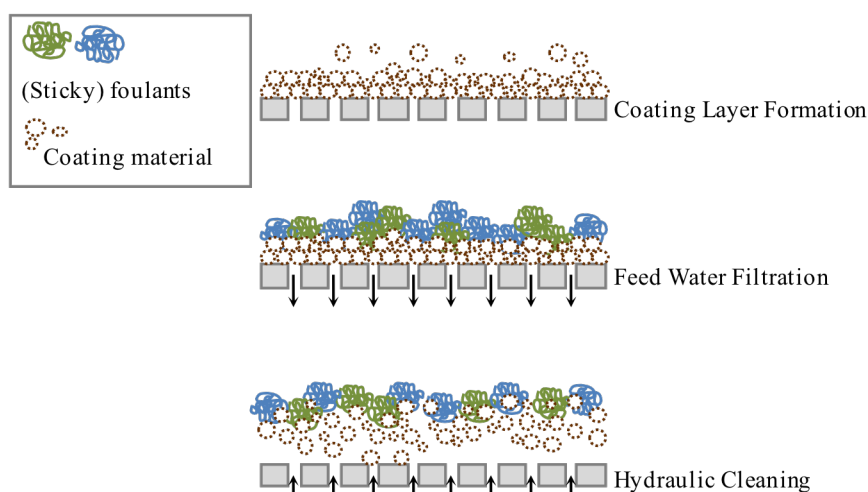 (Sticky) foulants
Coating material
Coating Layer Formation
Feed Water Filtration
Hydraulic Cleaning